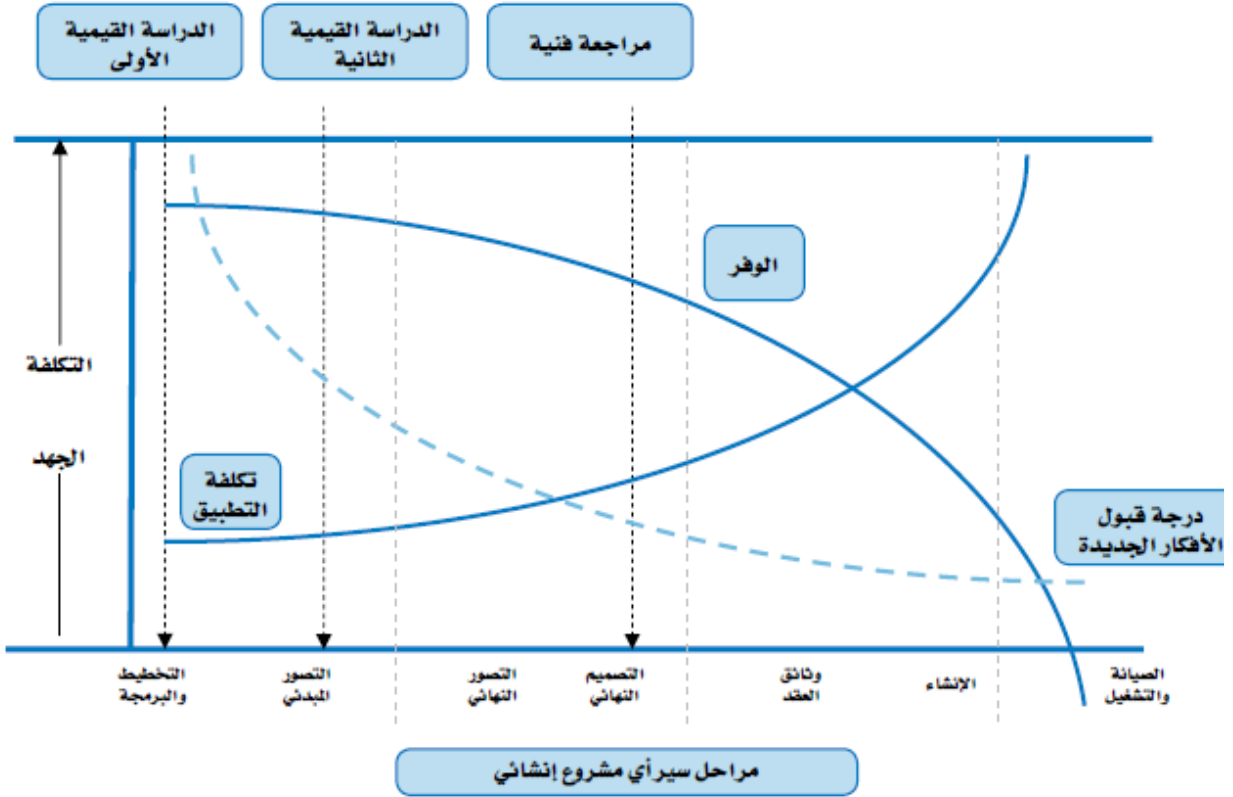 الدراسة القيمية
الأولى
الدراسة القيمية
الثانية
مراجعة فنية
الوفر
التكلفة
الجهد
تكلفة
التطبيق
درجة قبول
الأفكار الجديدة
التخطيط
والبرمجة
التصور
المبدئي
التصور
النهائي
التصميم
النهائي
وثائق
العقد
الإنشاء
الصيانة
والتشغيل
مراحل سير أي مشروع إنشائي